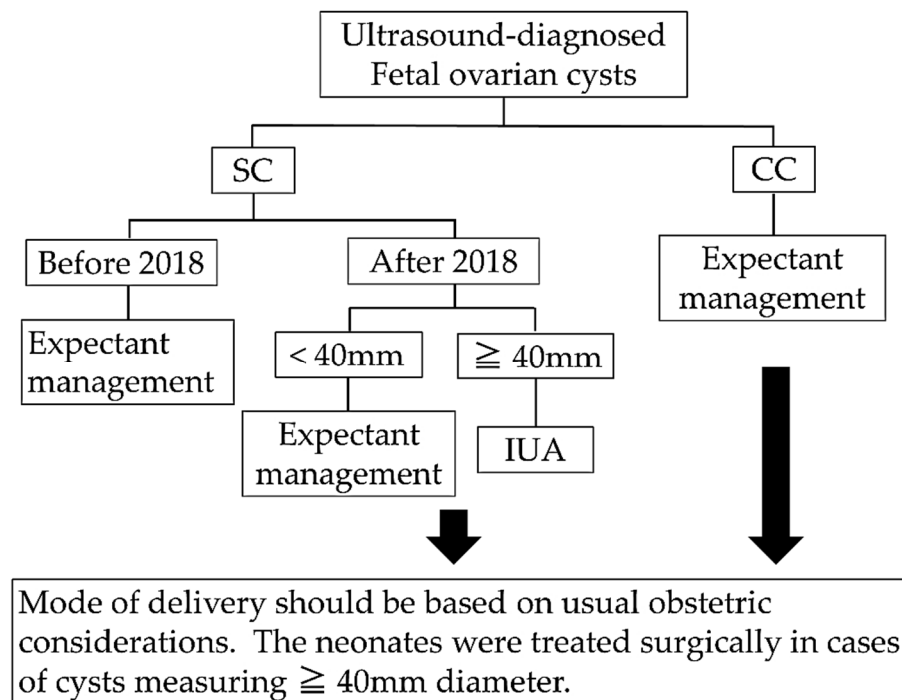 Ultrasound-diagnosed
Fetal ovarian cysts
SC
CC
Before 2018
After 2018
Expectant
management
Expectant
management
< 40mm
≧ 40mm
Expectant
management
IUA
Mode of delivery should be based on usual obstetric
considerations. The neonates were treated surgically in cases
of cysts measuring ≧ 40mm diameter.